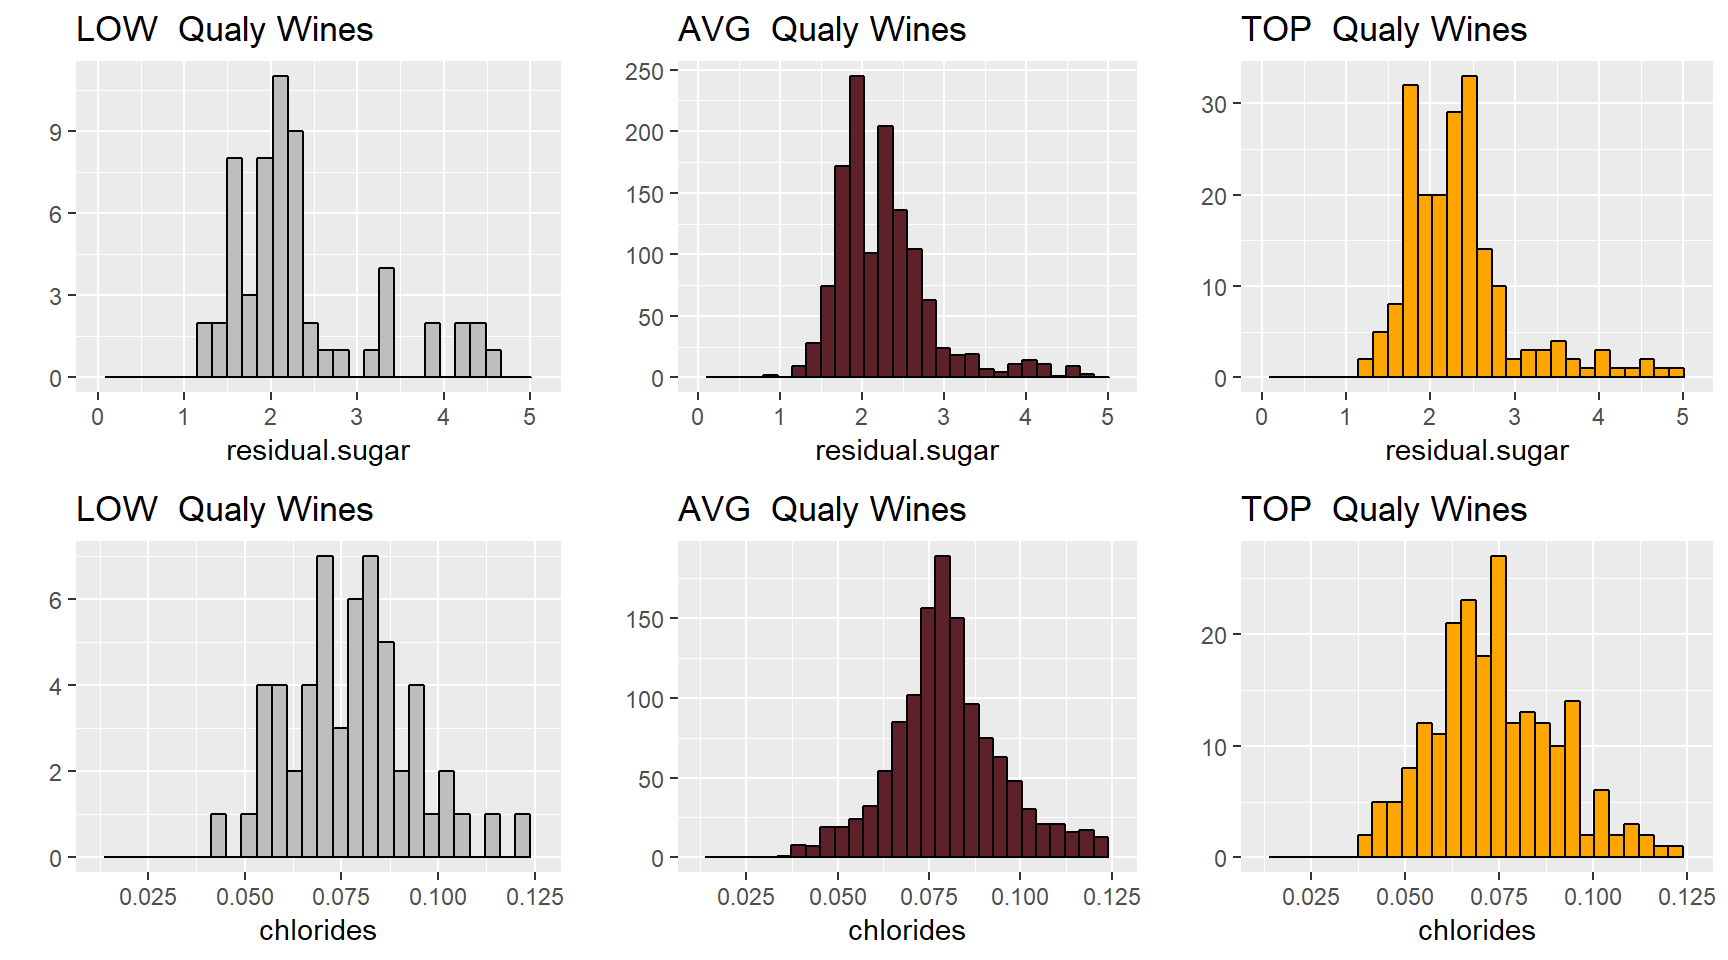 LOW  Qualy Wines
AVG  Qualy Wines
TOP  Qualy Wines
9
6
3
0
0 1 2 3 4 5
residual.sugar
250
200
150
100
50
0
0 1 2 3 4 5
residual.sugar
30
20
10
0
0 1 2 3 4 5
residual.sugar
LOW  Qualy Wines
AVG  Qualy Wines
TOP  Qualy Wines
6
4
2
0
0.025 0.050 0.075 0.100 0.125
chlorides
150
100
50
0
0.025 0.050 0.075 0.100 0.125
chlorides
20
10
0
0.025 0.050 0.075 0.100 0.125
chlorides